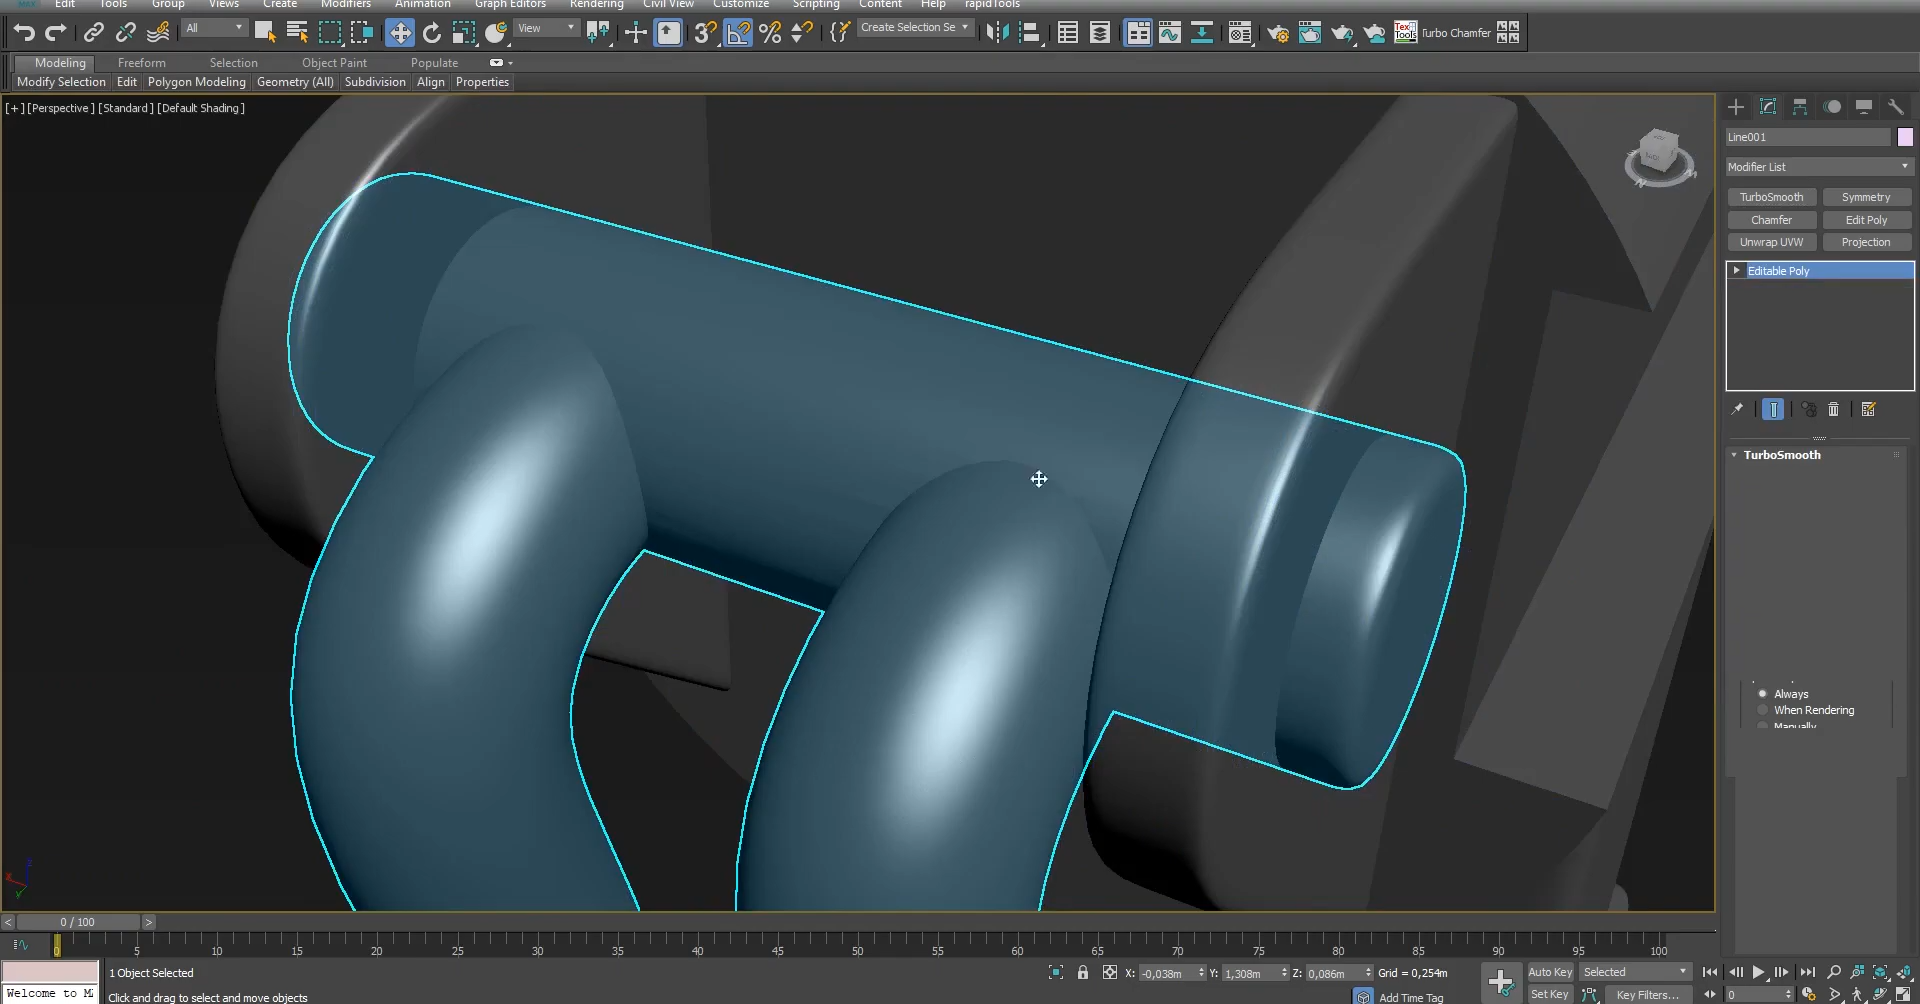 Edit Tools Group Views Create Modifiers Animation Graph Editors Rendering Civil View Customize Scripting Content Help rapidTools
All View Create Selection Se Tex Tools Turbo Chamfer
Modeling Freeform Selection Object Paint Populate
Modify Selection Edit Polygon Modeling Geometry (All) Subdivision Align Properties
[+] [Perspective] [Standard] [Default Shading]
Line001
Modifier List
TurboSmooth Symmetry
Chamfer Edit Poly
Unwrap UVW Projection
Editable Poly
TurboSmooth
Always
When Rendering
Manually
0 / 100
0 5 10 15 20 25 30 35 40 45 50 55 60 65 70 75 80 85 90 95 100
1 Object Selected X: -0,038m Y: 1,308m Z: 0,086m Grid = 0,254m Auto Key Selected
Welcome to M Click and drag to select and move objects Add Time Tag Set Key Key Filters... 0